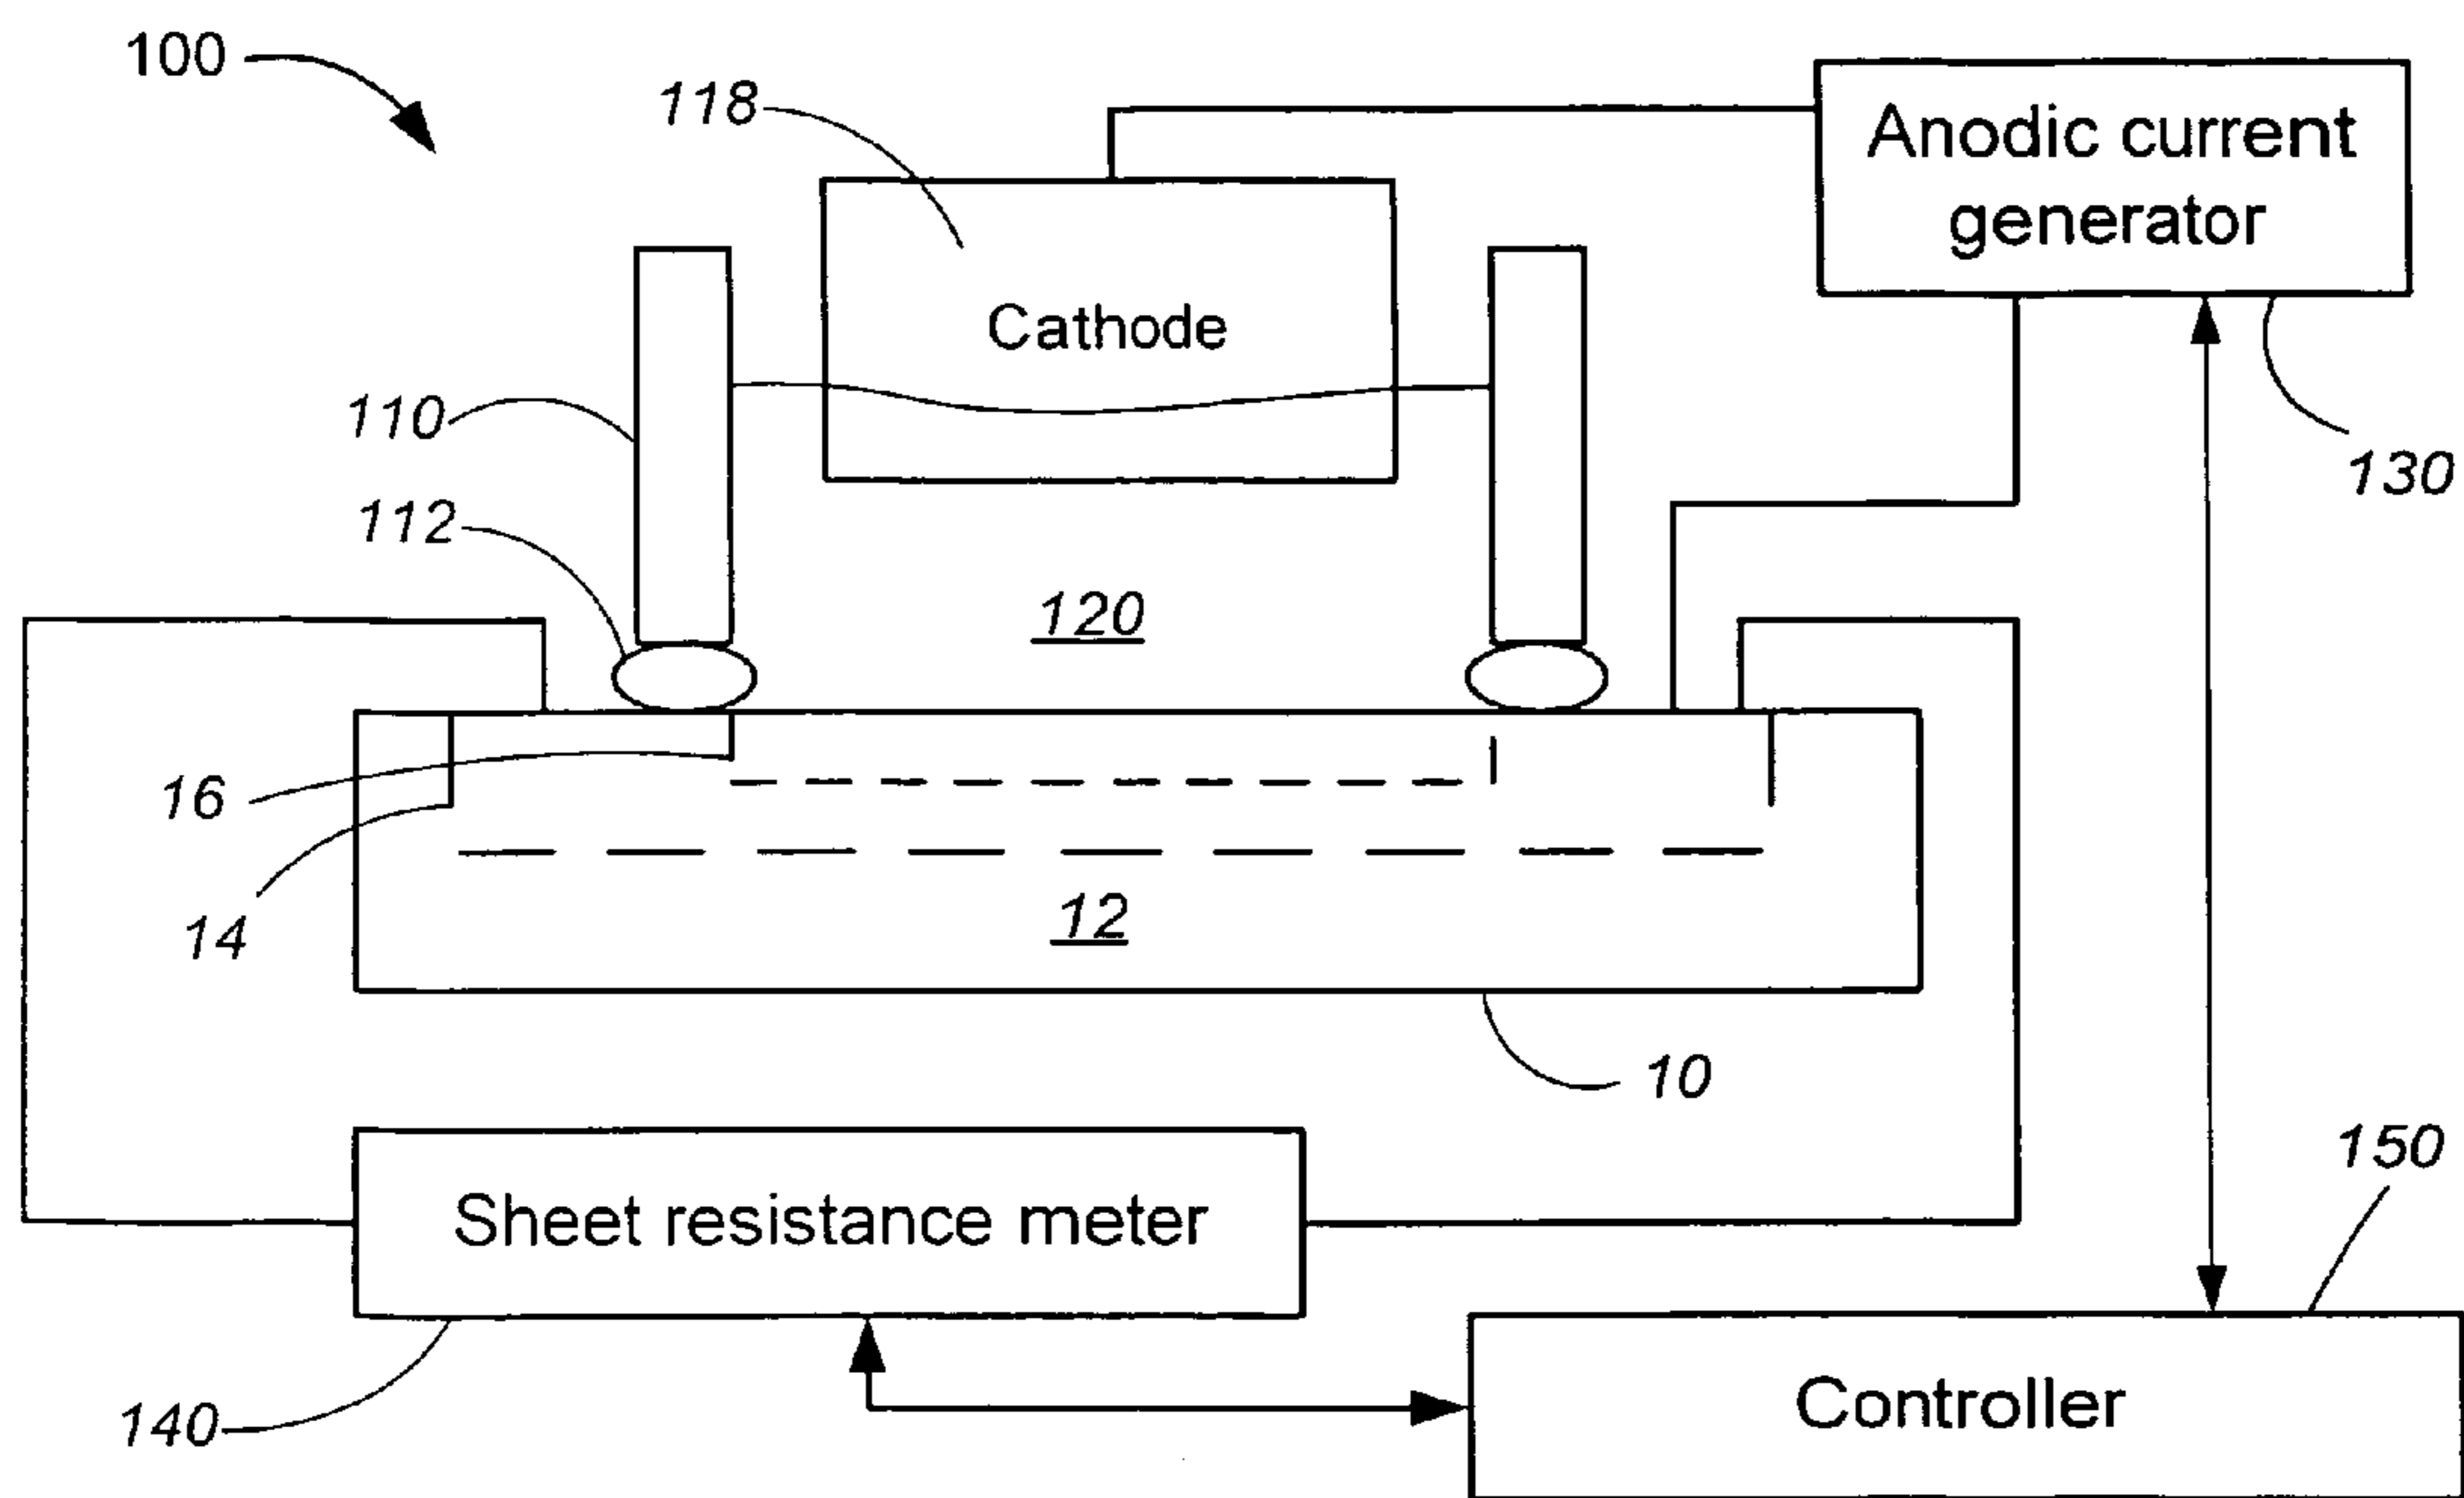 100
118
Anodic current
generator
Cathode
110
130
112
120
16
14
12
10
150
Sheet resistance meter
140
Controller